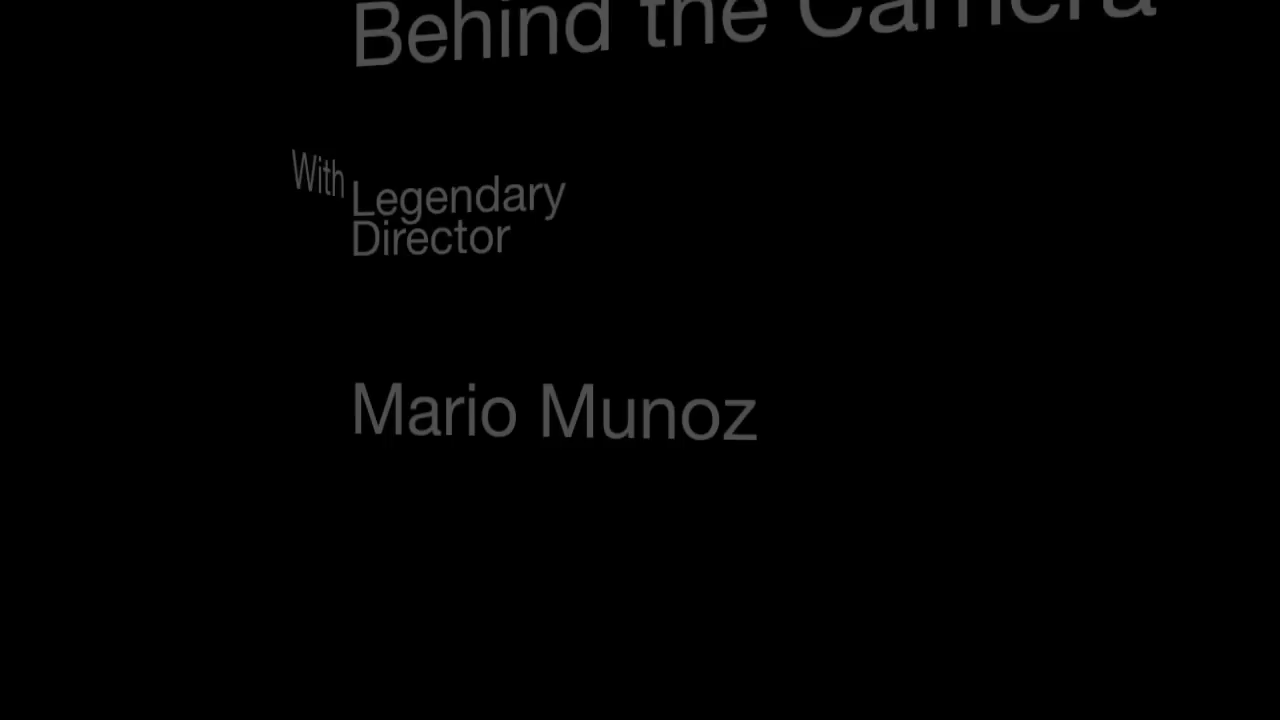 Behind the Camera
With
Legendary
Director
Mario Munoz